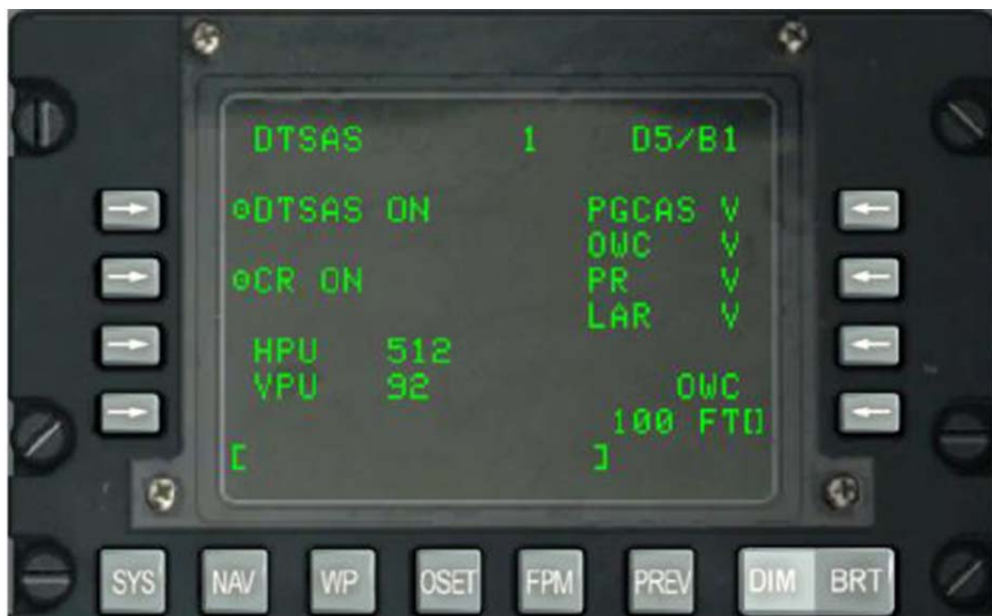 DTSAS 1 D5/B1
DTSAS ON PGCAS V
OWC V
CR ON PR V
LAR V
HPU 512
VPU 92 OWC
100 FT[]
[ ]
SYS NAV WP OSET FPM PREV DIM BRT